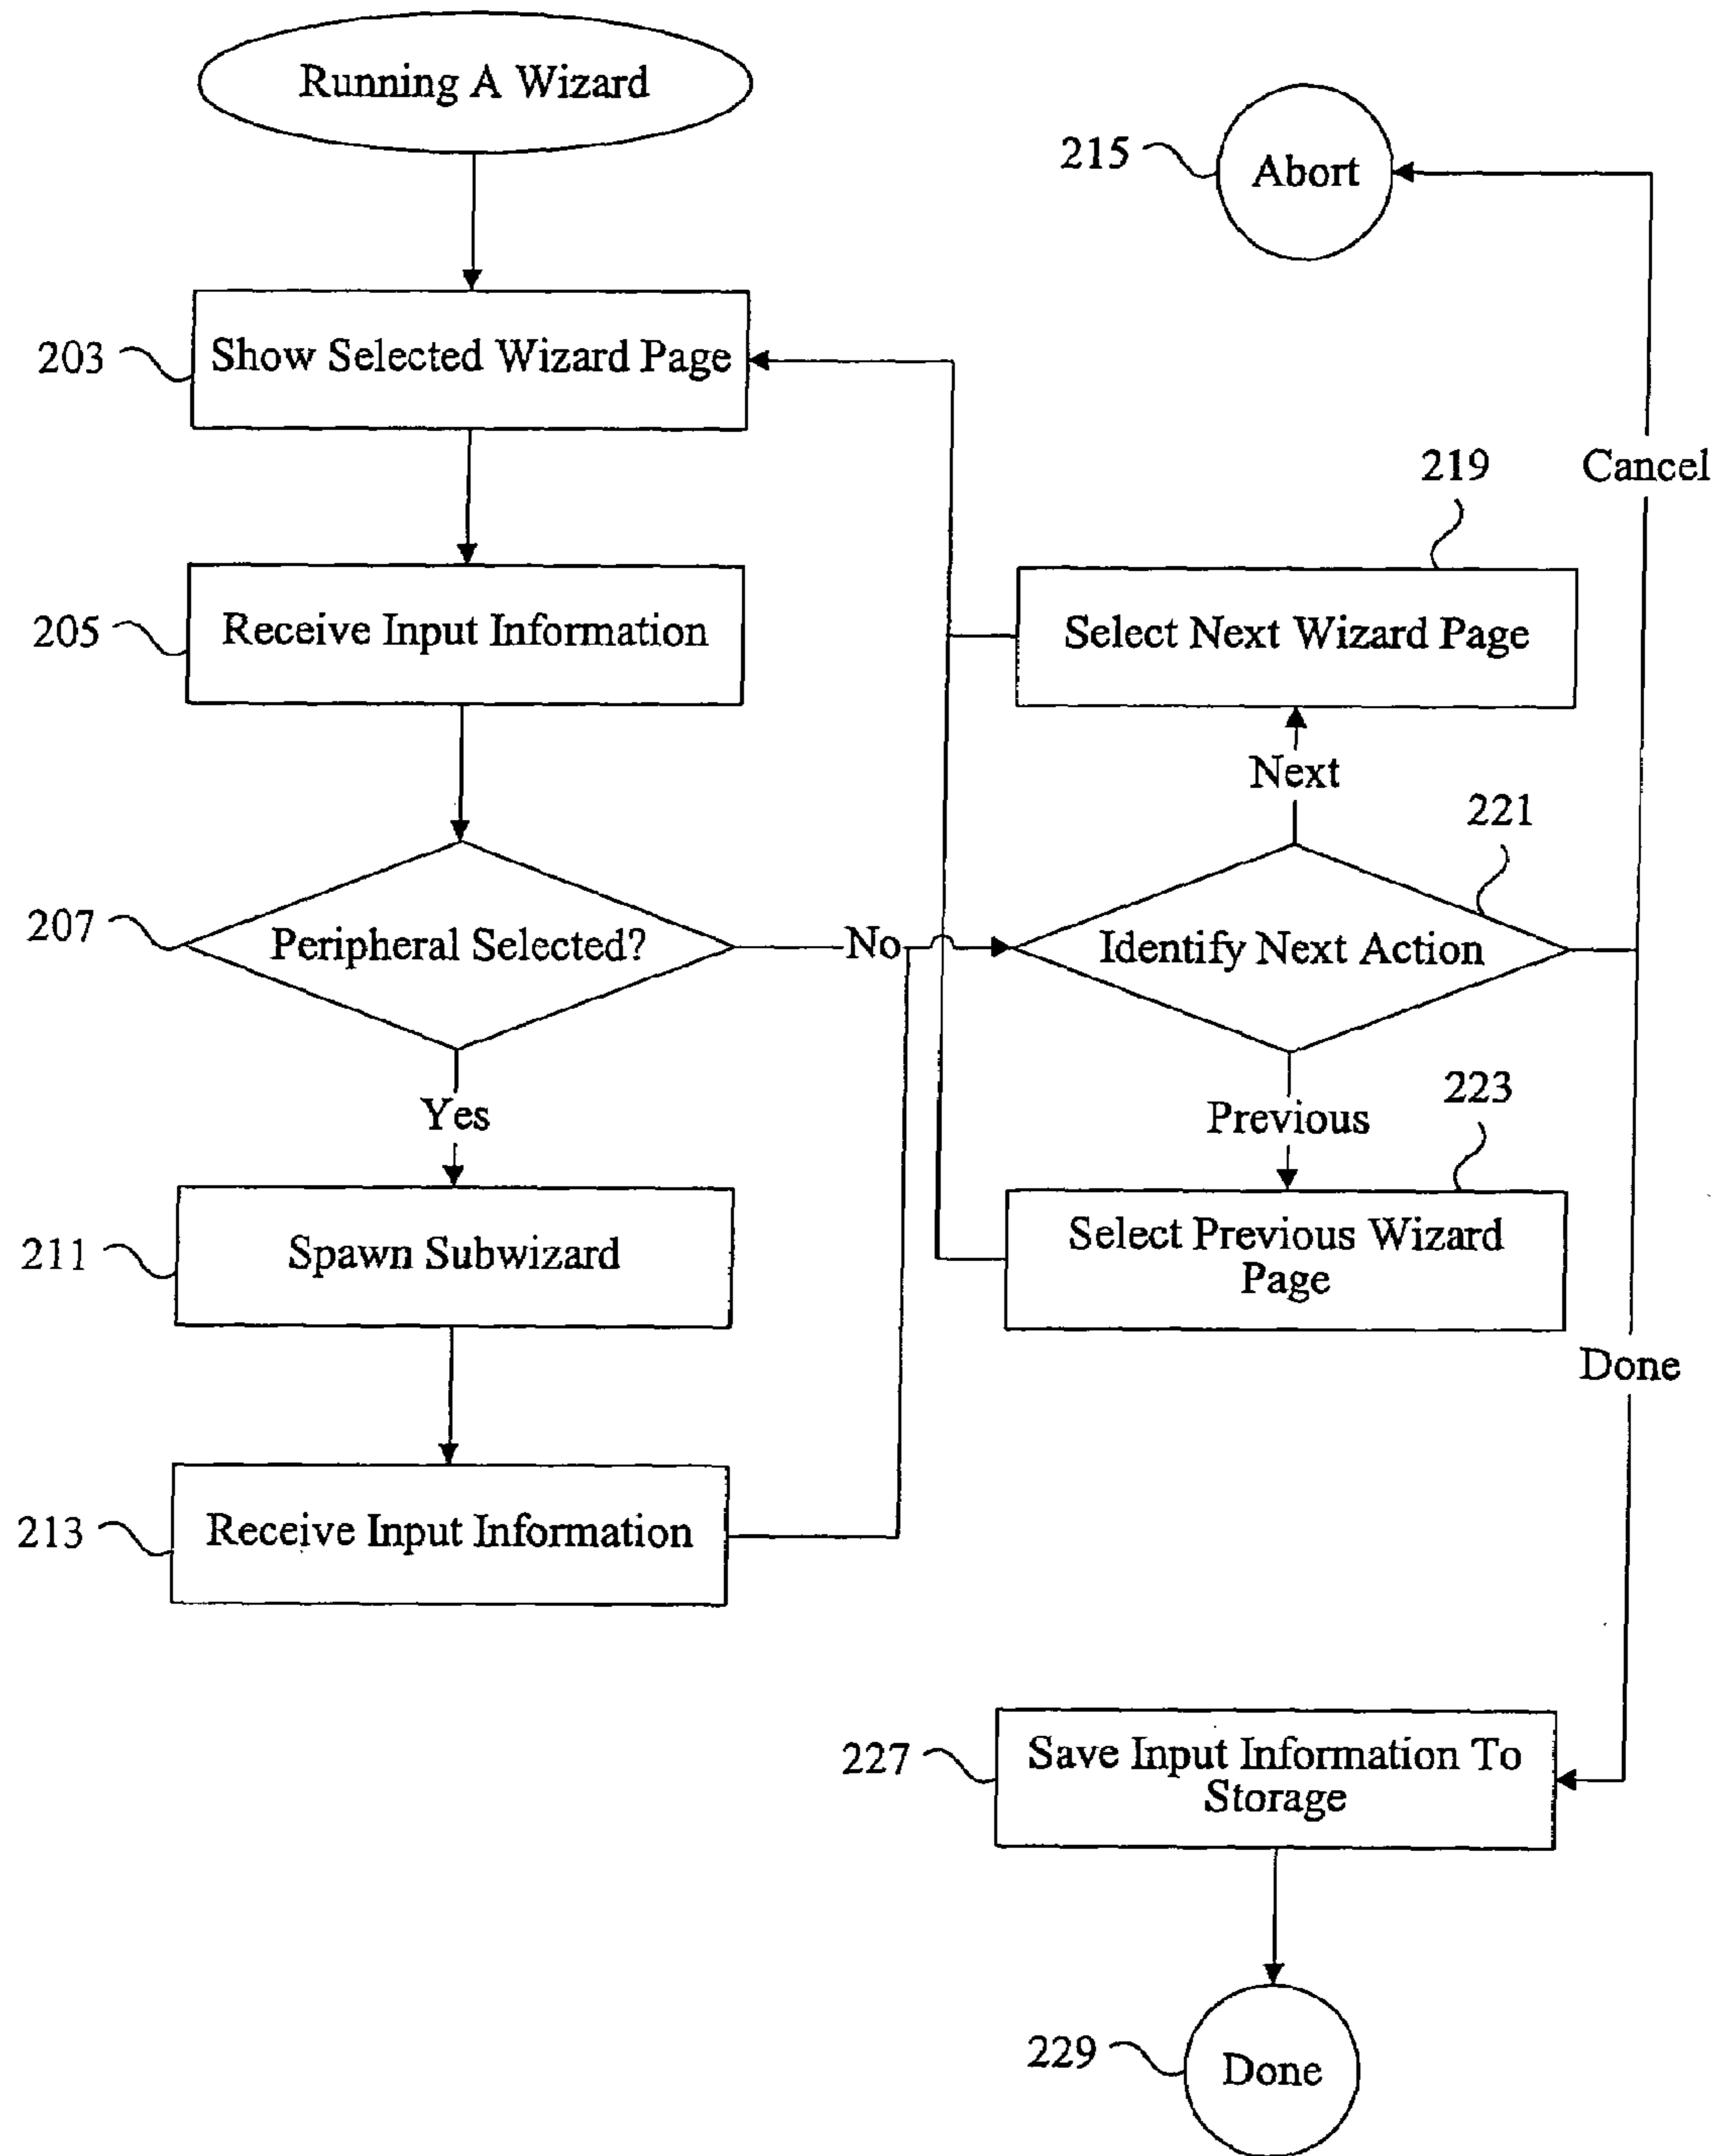 Running A Wizard
215
Abort
203
Show Selected Wizard Page
219
Cancel
205
Receive Input Information
Select Next Wizard Page
Next
221
207
Peripheral Selected?
No
Identify Next Action
Yes
Previous
223
211
Spawn Subwizard
Select Previous Wizard
Page
Done
213
Receive Input Information
227
Save Input Information To
Storage
229
Done